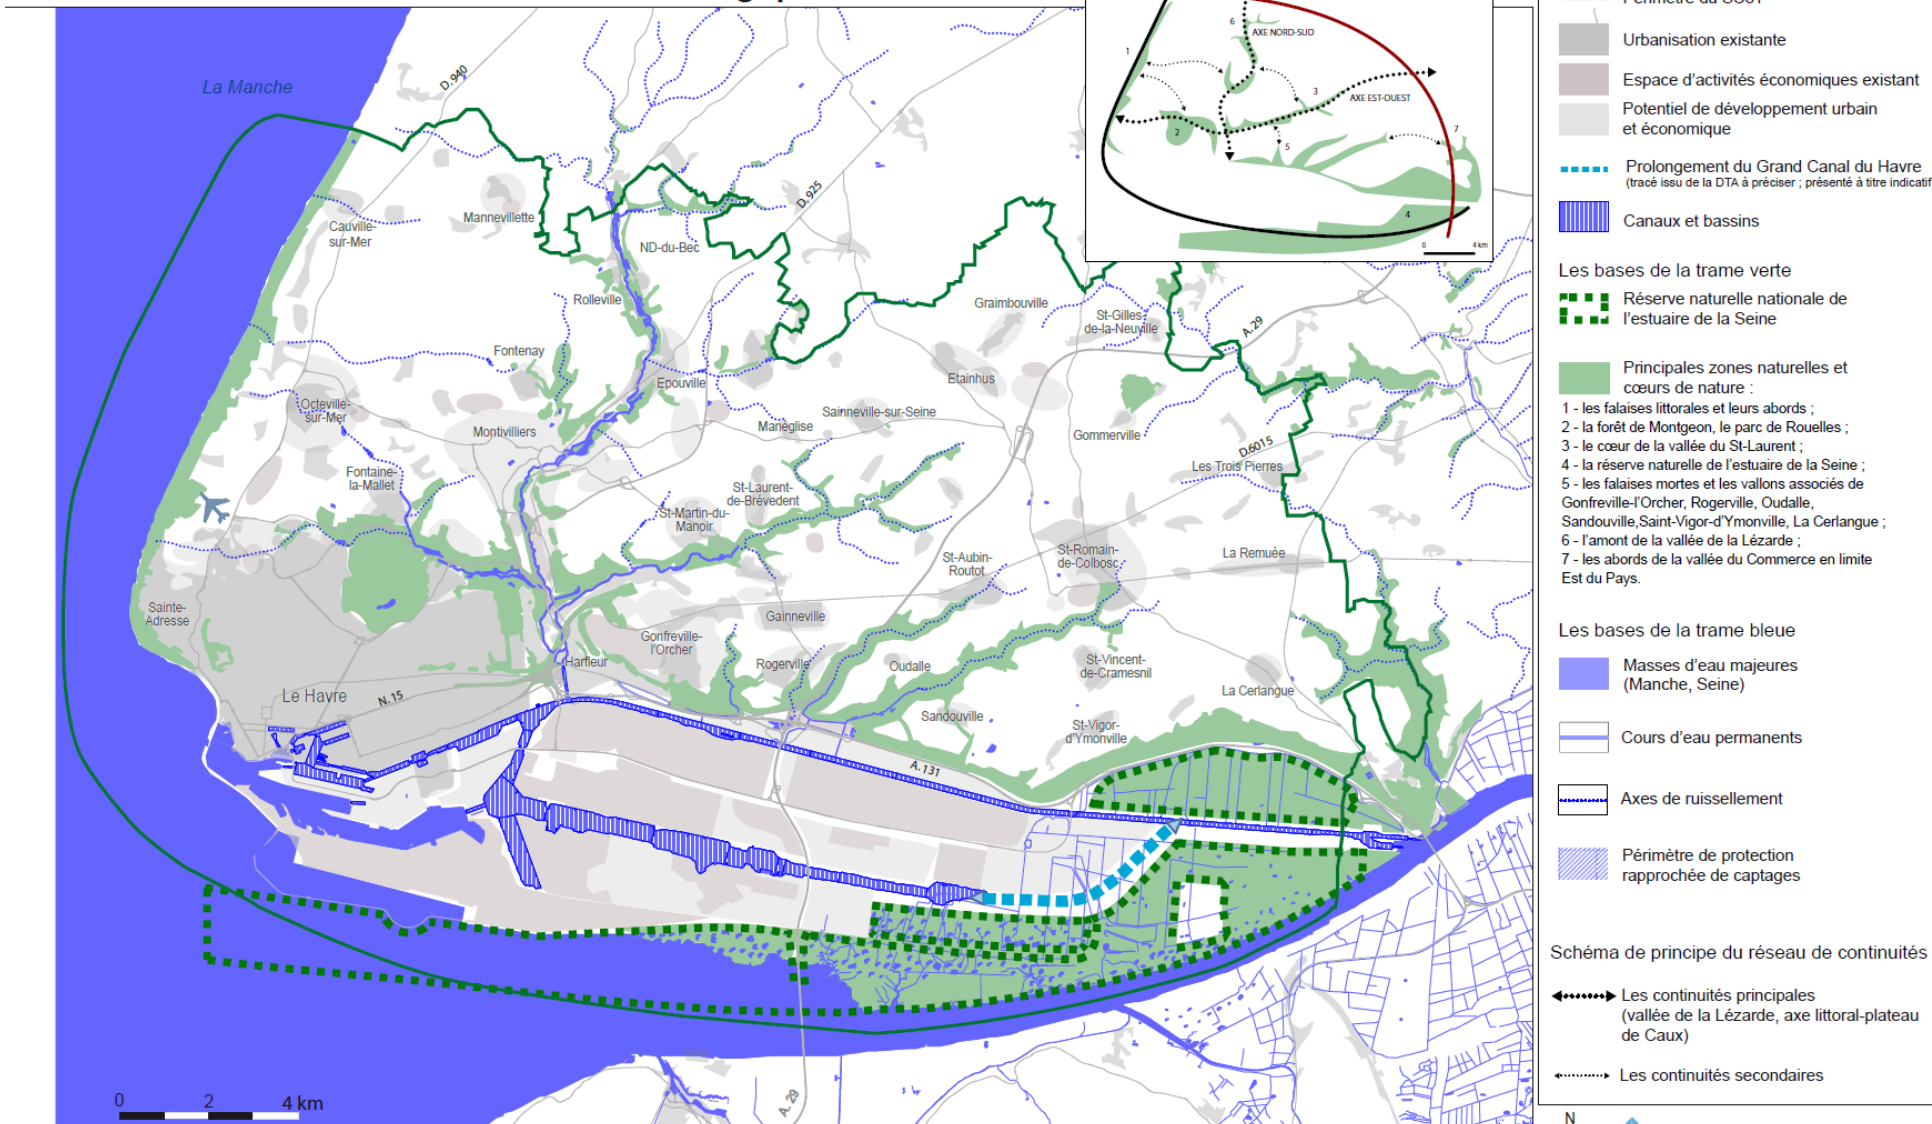 La Manche
D. 940
D. 925
Mannevillette
Cauville-
sur-Mer
ND-du-Bec
Rolleville
Graimbouville
St-Gilles
de-la-Neuville
A. 29
Fontenay
Epouville
Etainhus
Octeville-
sur-Mer
Sainneville-sur-Seine
Montivilliers
Manéglise
Gommerville
D.6015
Les Trois Pierres
Fontaine-
la-Mallet
St-Laurent-
de-Brévedent
St-Martin-du-
Manoir
St-Aubin-
Routot
St-Romain-
de-Colbosc
La Remuée
Sainte-
Adresse
Gainneville
Gonfreville-
l'Orcher
Harfleur
Rogerville
Oudalle
St-Vincent-
de-Cramesnil
La Cerlangue
Le Havre
N. 15
Sandouville
St-Vigor-
d'Ymonville
A. 131
A. 29
0 2 4 km
6
AXE NORD-SUD
1
3
AXE EST-OUEST
2
5
7
4
0 4 km
Urbanisation existante
Espace d'activités économiques existant
Potentiel de développement urbain
et économique
Prolongement du Grand Canal du Havre
(tracé issu de la DTA à préciser ; présenté à titre indicatif
Canaux et bassins
Les bases de la trame verte
Réserve naturelle nationale de
l'estuaire de la Seine
Principales zones naturelles et
cœurs de nature :
1 - les falaises littorales et leurs abords ;
2 - la forêt de Montgeon, le parc de Rouelles ;
3 - le cœur de la vallée du St-Laurent ;
4 - la réserve naturelle de l'estuaire de la Seine ;
5 - les falaises mortes et les vallons associés de
Gonfreville-l'Orcher, Rogerville, Oudalle,
Sandouville,Saint-Vigor-d'Ymonville, La Cerlangue ;
6 - l'amont de la vallée de la Lézarde ;
7 - les abords de la vallée du Commerce en limite
Est du Pays.
Les bases de la trame bleue
Masses d'eau majeures
(Manche, Seine)
Cours d'eau permanents
Axes de ruissellement
Périmètre de protection
rapprochée de captages
Schéma de principe du réseau de continuités
Les continuités principales
(vallée de la Lézarde, axe littoral-plateau
de Caux)
Les continuités secondaires
N